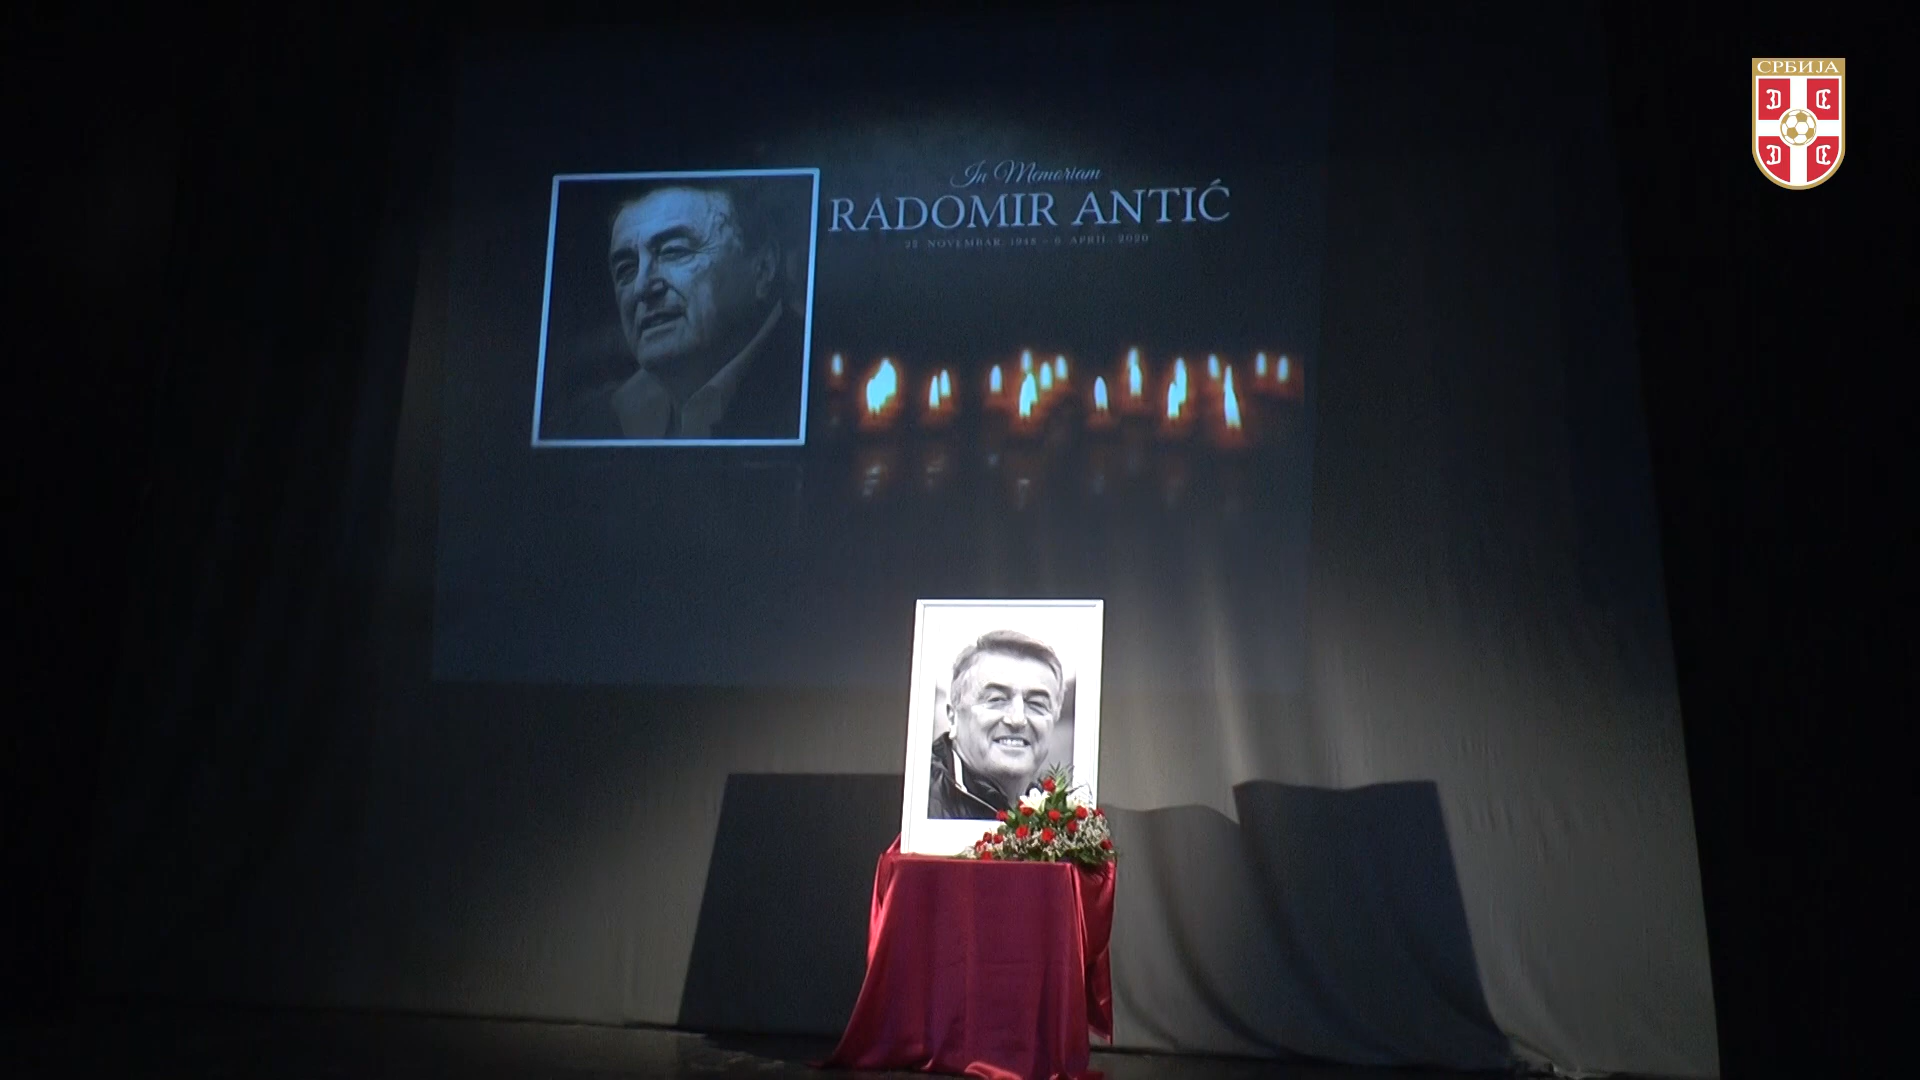 In Memoriam
RADOMIR ANTIĆ
22. NOVEMBAR, 1948 – 6. APRIL, 2020
СРБИЈА